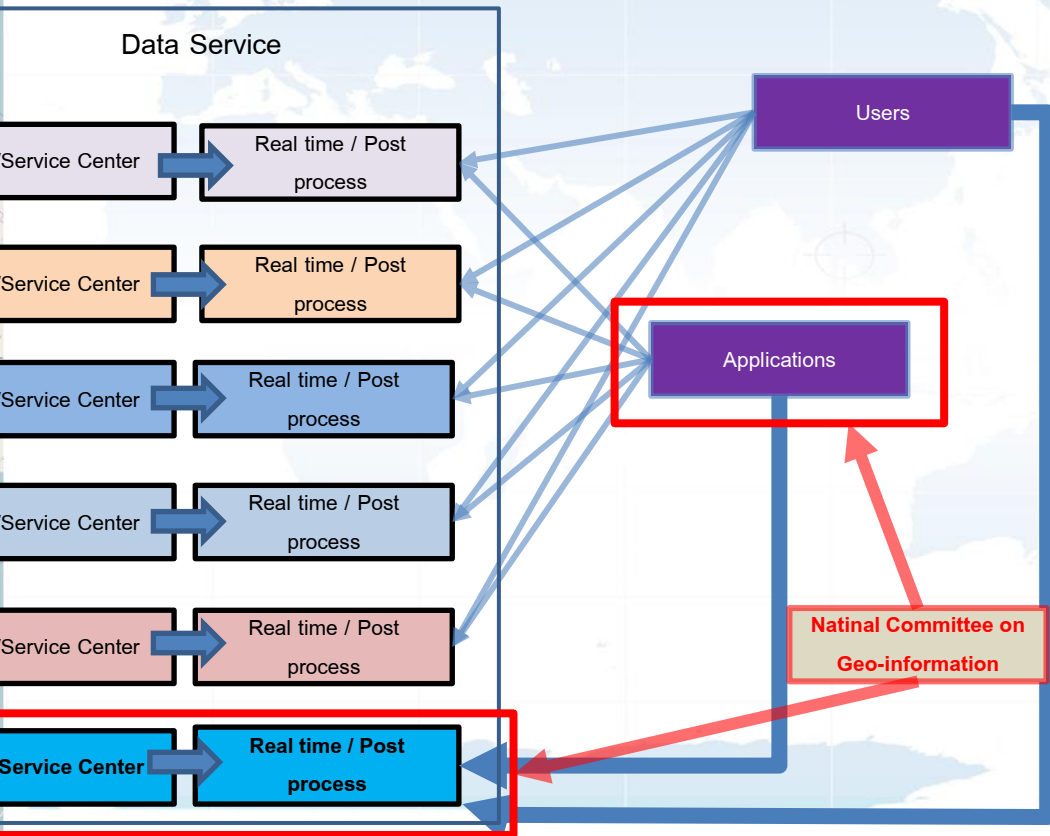 Data Service
Users
/Service Center
Real time / Post
process
/Service Center
Real time / Post
process
Applications
/Service Center
Real time / Post
process
/Service Center
Real time / Post
process
/Service Center
Real time / Post
process
Natinal Committee on
Geo-information
Service Center
Real time / Post
process